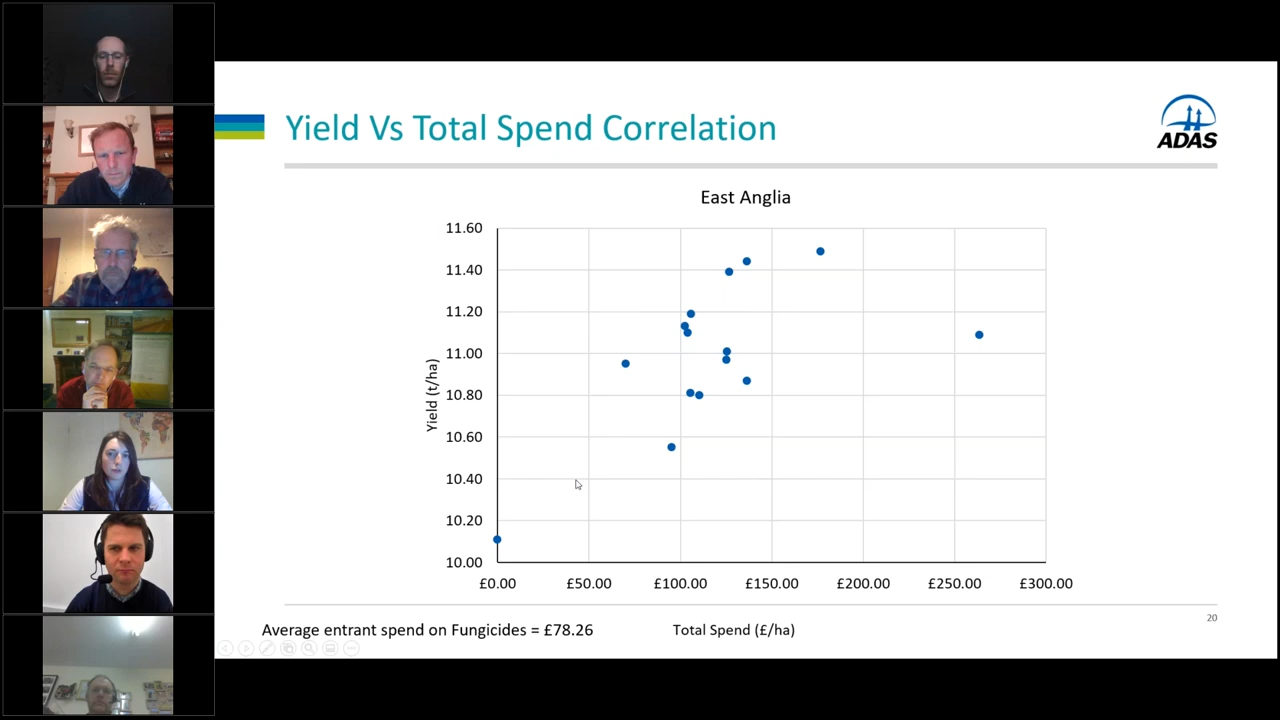 Yield Vs Total Spend Correlation
ADAS
East Anglia
11.60
11.40
11.20
11.00
10.80
10.60
10.40
10.20
10.00
Yield (t/ha)
£0.00 £50.00 £100.00 £150.00 £200.00 £250.00 £300.00
Average entrant spend on Fungicides = £78.26
Total Spend (£/ha)
20